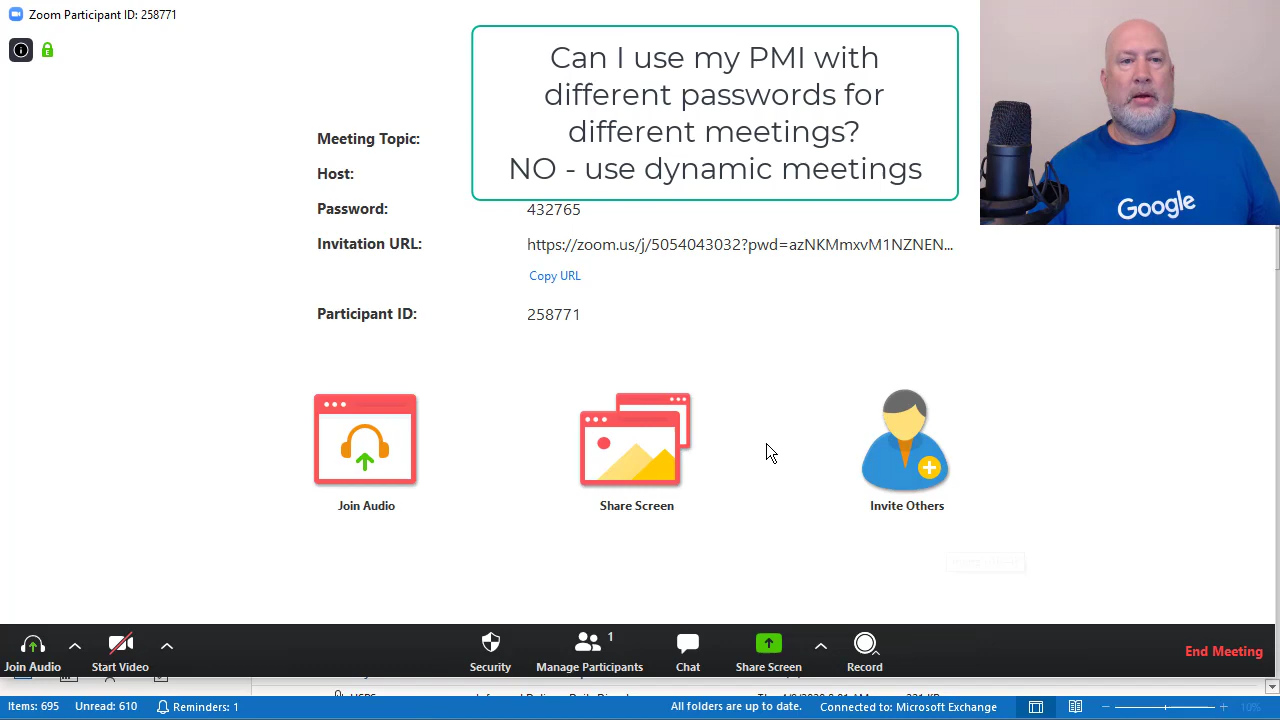 Zoom Participant ID: 258771
Can I use my PMI with
different passwords for
different meetings?
NO - use dynamic meetings
Google
Meeting Topic:
Host:
Password: 432765
Invitation URL: https://zoom.us/j/5054043032?pwd=azNKMmxvM1NZNEN...
Copy URL
Participant ID: 258771
Join Audio
Share Screen
Invite Others
Join Audio
Start Video
Security
1
Manage Participants
Chat
Share Screen
Record
End Meeting
Items: 695 Unread: 610 Reminders: 1 All folders are up to date. Connected to: Microsoft Exchange 10%